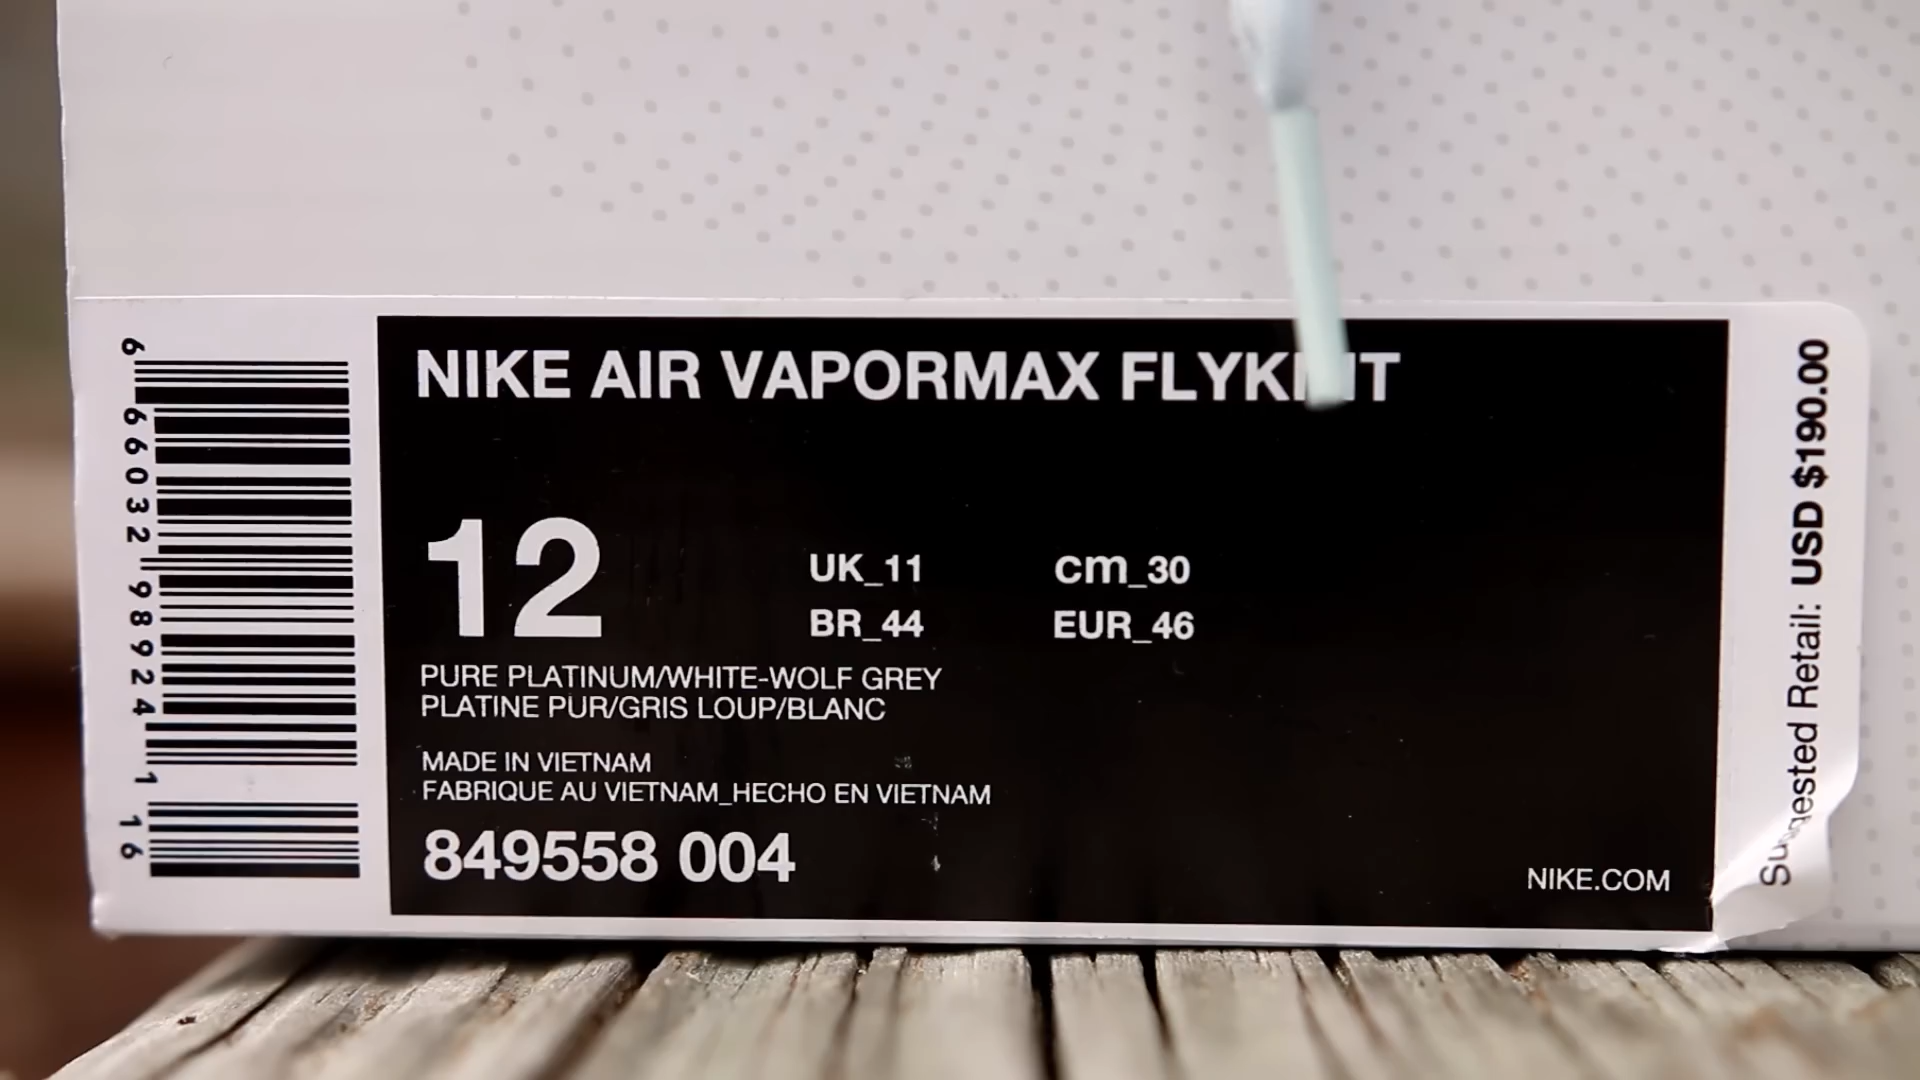 NIKE AIR VAPORMAX
12
UK_11 cm_30
BR_44 EUR_46
PURE PLATINUM/WHITE-WOLF GREY
PLATINE PUR/GRIS LOUP/BLANC
MADE IN VIETNAM
FABRIQUE AU VIETNAM_HECHO EN VIETNAM
849558 004
NIKE.COM
Suggested Retail: USD $190.00
6 66032 98924 1 16